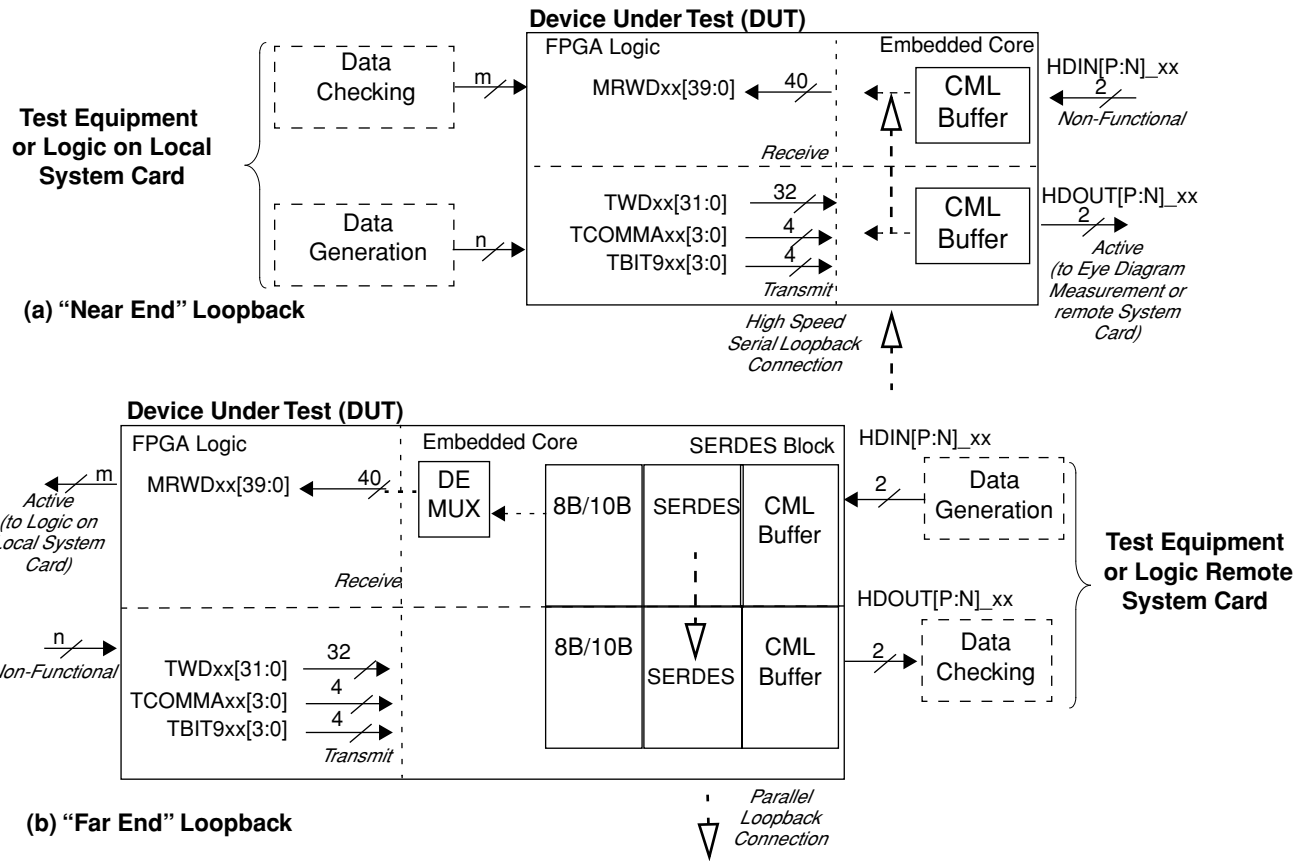 Device Under Test (DUT)
FPGA Logic
Embedded Core
Data
Checking
m
MRWDxx[39:0]
40
CML
Buffer
HDIN[P:N]_xx
2
Non-Functional
Test Equipment
or Logic on Local
System Card
Receive
Data
Generation
n
TWDxx[31:0]
32
TCOMMAxx[3:0]
4
TBIT9xx[3:0]
4
Transmit
CML
Buffer
HDOUT[P:N]_xx
2
Active
(to Eye Diagram
Measurement or
remote System
Card)
(a) “Near End” Loopback
High Speed
Serial Loopback
Connection
Device Under Test (DUT)
FPGA Logic
Embedded Core
SERDES Block
HDIN[P:N]_xx
m
Active
(to Logic on
Local System
Card)
MRWDxx[39:0]
40
DE
MUX
8B/10B
SERDES
CML
Buffer
2
Data
Generation
Test Equipment
or Logic Remote
System Card
Receive
n
Non-Functional
TWDxx[31:0]
32
TCOMMAxx[3:0]
4
TBIT9xx[3:0]
4
Transmit
8B/10B
SERDES
CML
Buffer
HDOUT[P:N]_xx
2
Data
Checking
(b) “Far End” Loopback
Parallel
Loopback
Connection